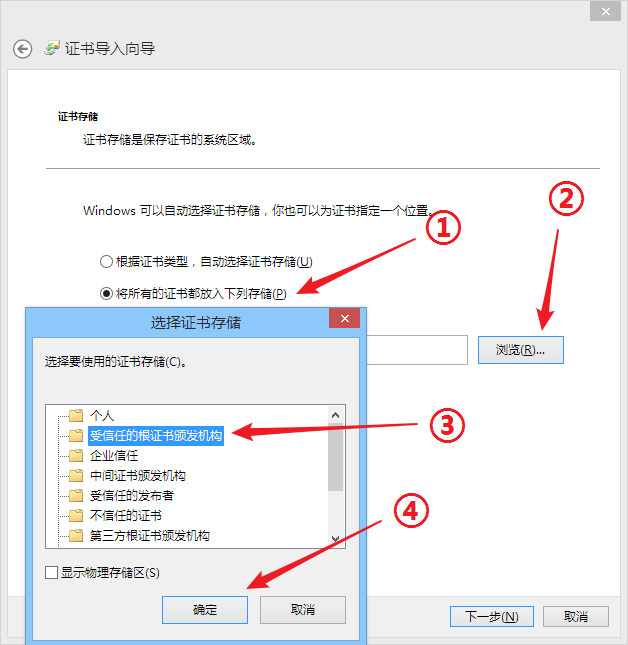 证书导入向导
证书存储
证书存储是保存证书的系统区域。
Windows 可以自动选择证书存储，你也可以为证书指定一个位置。
②
①
根据证书类型，自动选择证书存储(U)
将所有的证书都放入下列存储(P)
选择证书存储
浏览(R)...
选择要使用的证书存储(C)。
个人
受信任的根证书颁发机构
③
企业信任
中间证书颁发机构
受信任的发布者
④
不信任的证书
第三方根证书颁发机构
显示物理存储区(S)
确定
取消
下一步(N)
取消